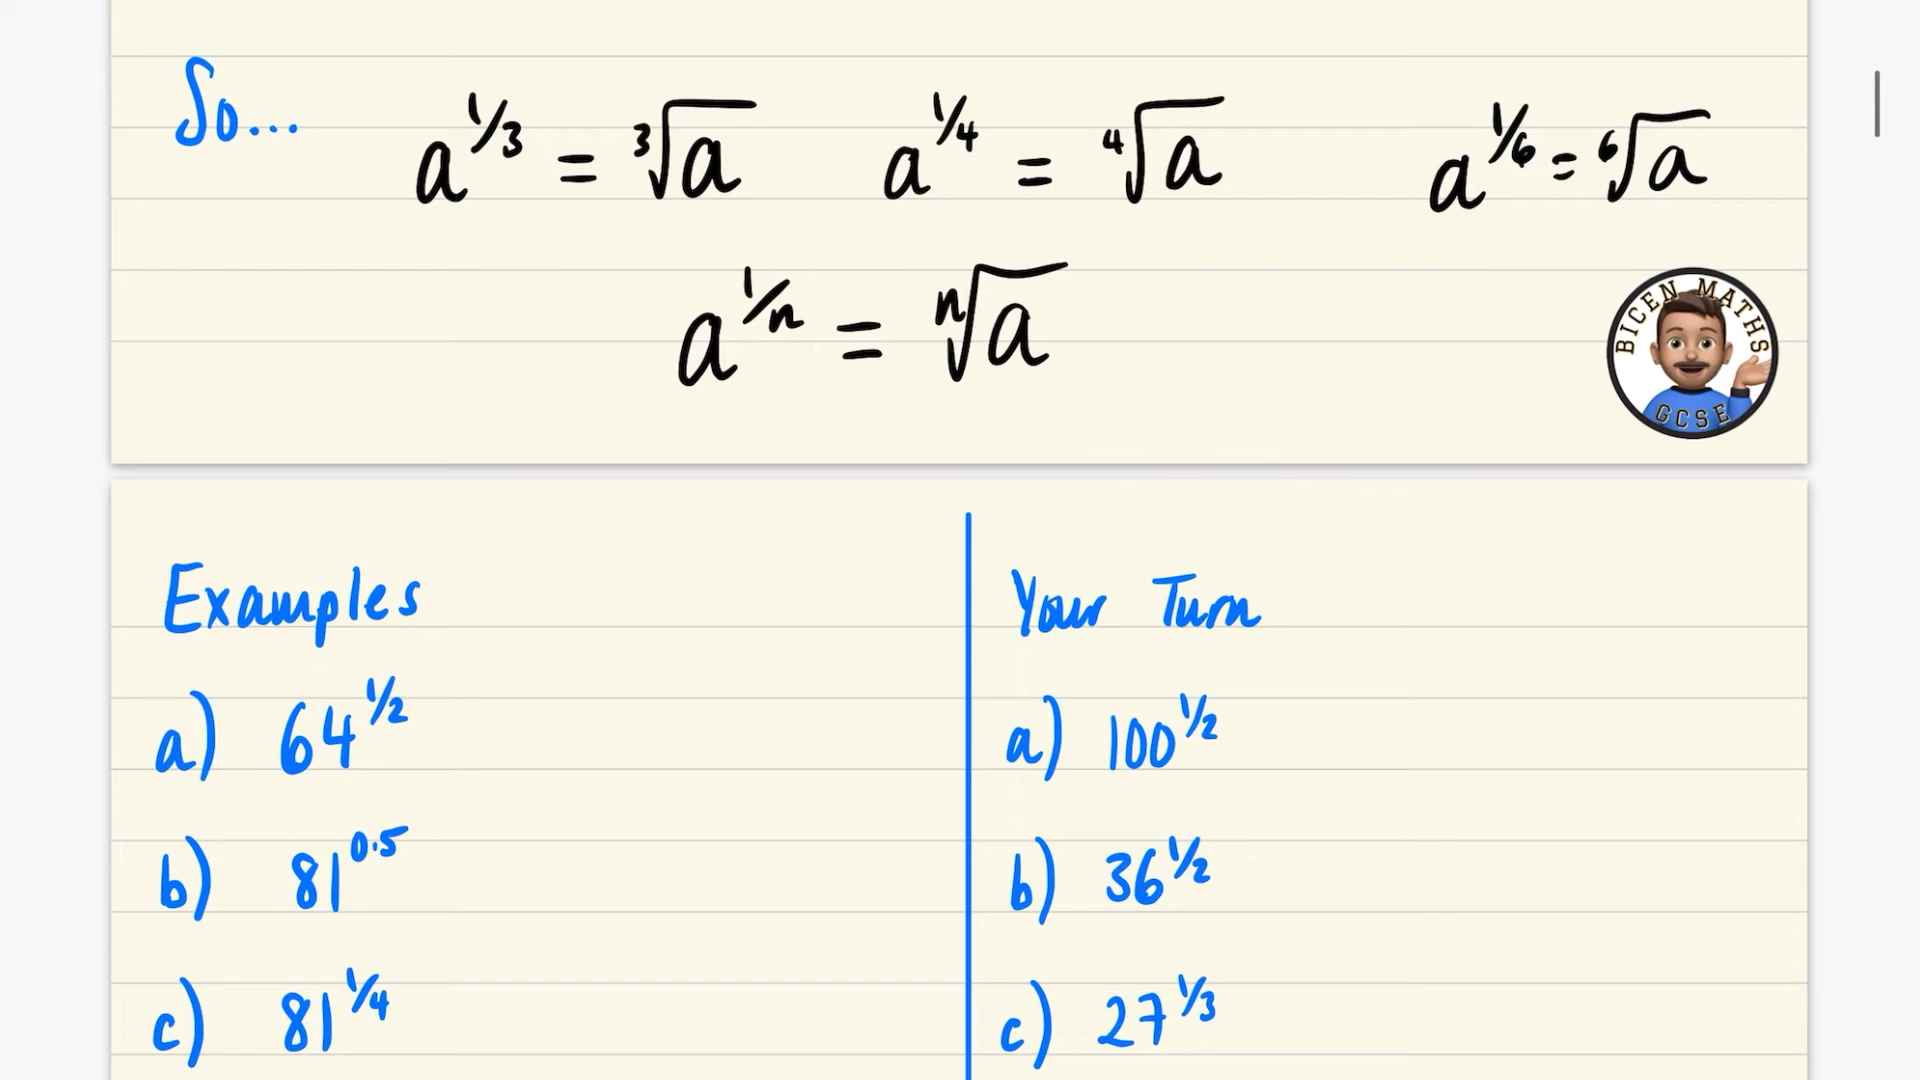 So...
a^1/3 = ³√a    a^1/4 = ⁴√a    a^1/6 = ⁶√a
a^1/n = ⁿ√a
BICEN MATHS
GCSE
Examples
a) 64^1/2
b) 81^0.5
c) 81^1/4
Your Turn
a) 100^1/2
b) 36^1/2
c) 27^1/3